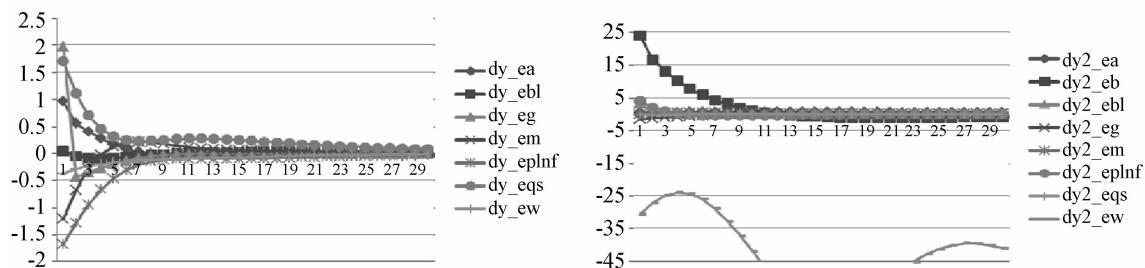 2.5
2
1.5
1
0.5
0
-0.5
-1
-1.5
-2
1 3 5 7 9 11 13 15 17 19 21 23 25 27 29
dy_ea
dy_ebl
dy_eg
dy_em
dy_eplnf
dy_eqs
dy_ew
25
15
5
-5
-15
-25
-35
-45
1 3 5 7 9 11 13 15 17 19 21 23 25 27 29
dy2_ea
dy2_eb
dy2_ebl
dy2_eg
dy2_em
dy2_eplnf
dy2_eqs
dy2_ew